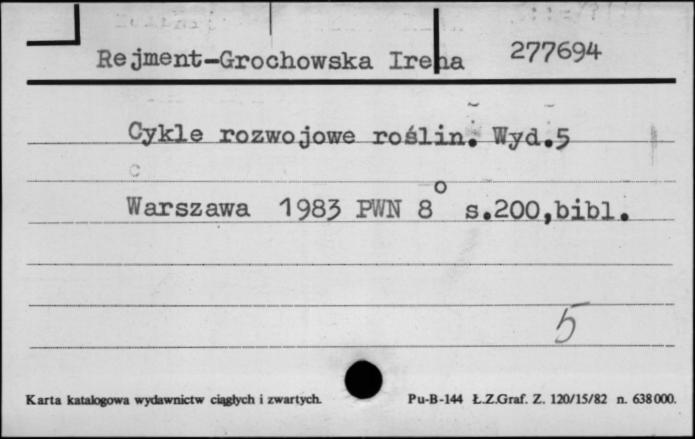 Rejment-Grochowska Irena 277694
Cykle rozwojowe roślin. Wyd.5
Warszawa 1983 PWN 8° s.200,bibl.
5
Karta katalogowa wydawnictw ciągłych i zwartych. Pu-B-144 Ł.Z.Graf. Z. 120/15/82 n. 638000.